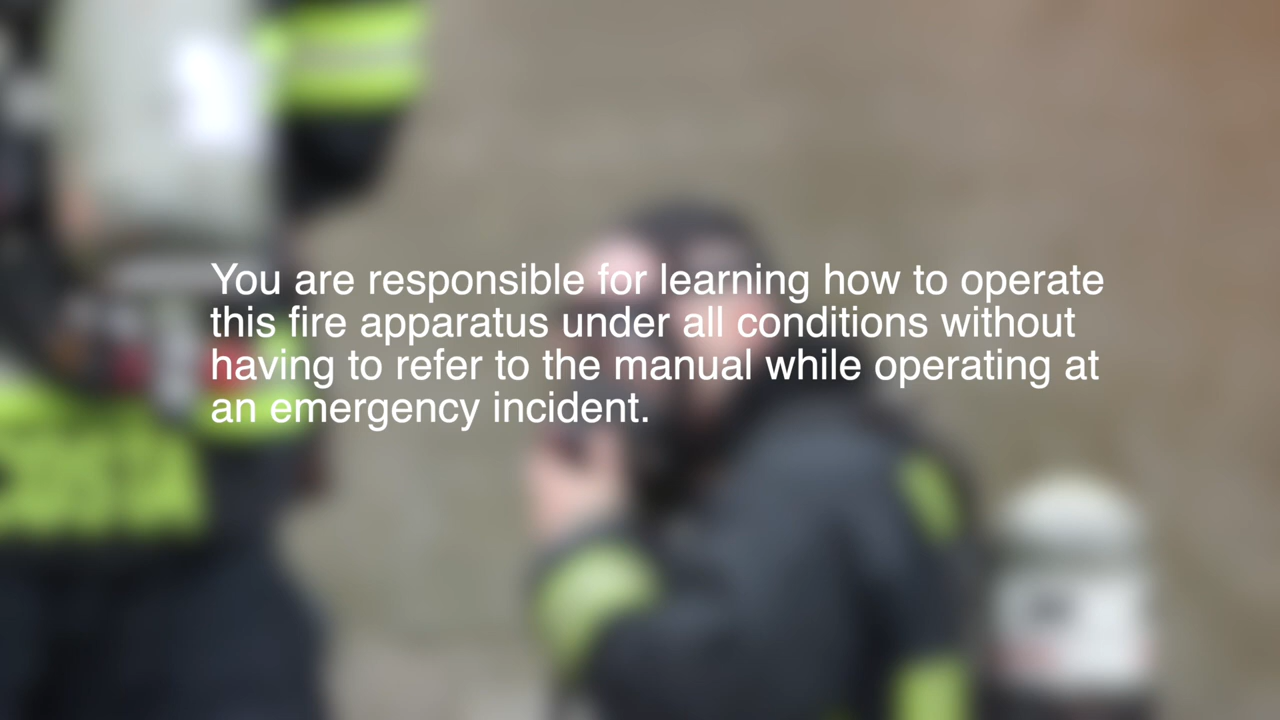 You are responsible for learning how to operate
this fire apparatus under all conditions without
having to refer to the manual while operating at
an emergency incident.